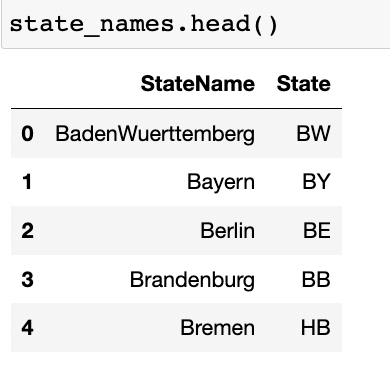 state_names.head()
StateName State
0 BadenWuerttemberg BW
1 Bayern BY
2 Berlin BE
3 Brandenburg BB
4 Bremen HB